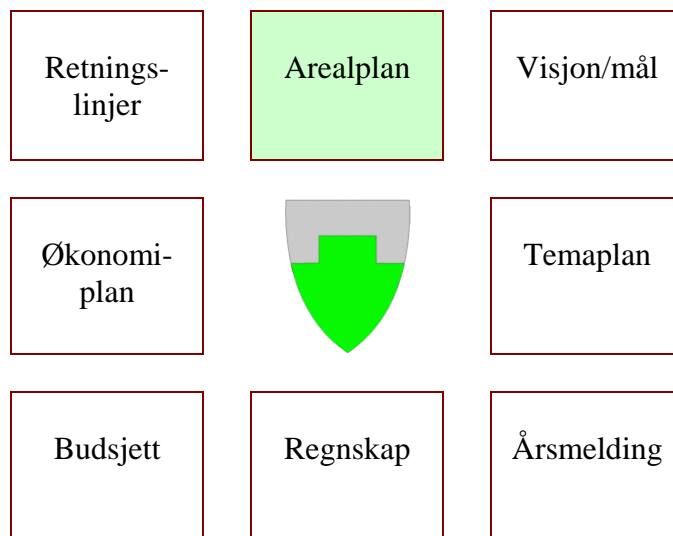 Retnings-
linjer
Arealplan
Visjon/mål
Økonomi-
plan
Temaplan
Budsjett
Regnskap
Årsmelding